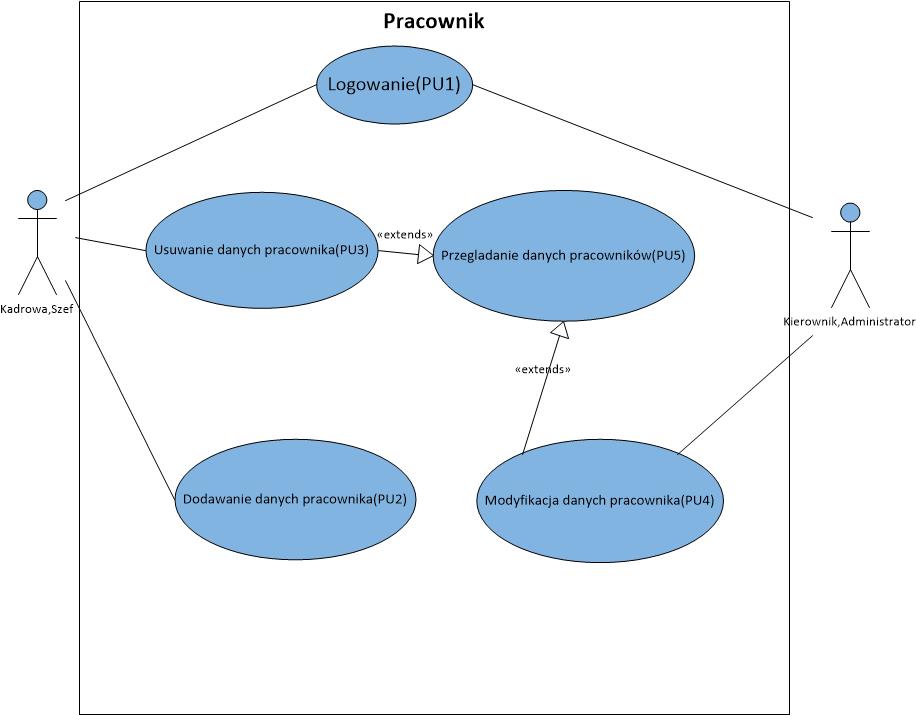 Pracownik
Logowanie(PU1)
Usuwanie danych pracownika(PU3)
«extends»
Przegladanie danych pracowników(PU5)
Kadrowa,Szef
Kierownik,Administrator
«extends»
Dodawanie danych pracownika(PU2)
Modyfikacja danych pracownika(PU4)